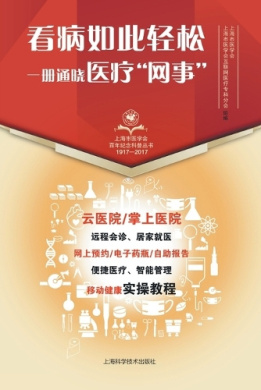 看病如此轻松
一册通晓医疗“网事”
上海市医学会
上海市医学会互联网医疗专科分会 组编
上海市医学会
百年纪念科普丛书
1917—2017
云医院/掌上医院
远程会诊、居家就医
网上预约/电子药瓶/自助报告
便捷医疗、智能管理
移动健康实操教程
上海科学技术出版社